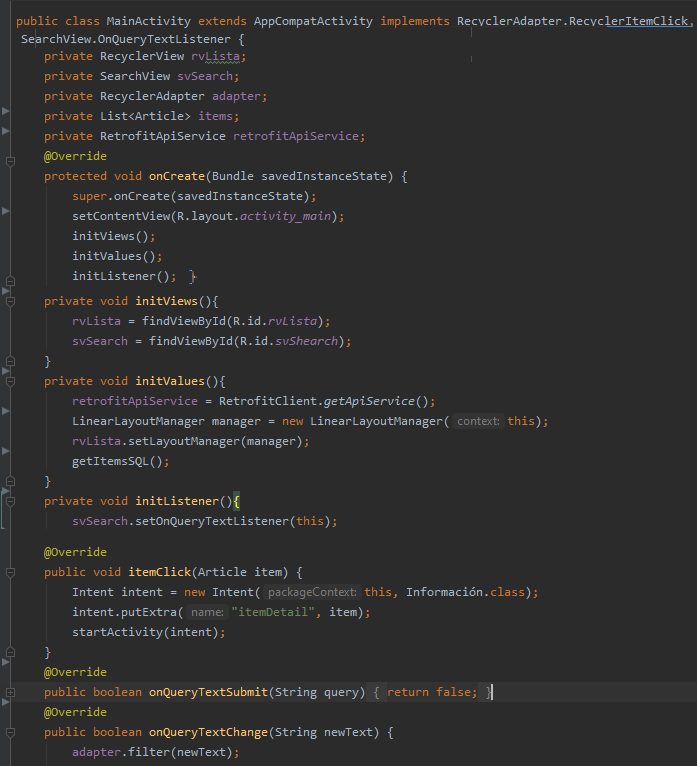 public class MainActivity extends AppCompatActivity implements RecyclerAdapter.RecyclerItemClick,
SearchView.OnQueryTextListener {
private RecyclerView rvLista;
private SearchView svSearch;
private RecyclerAdapter adapter;
private List<Article> items;
private RetrofitApiService retrofitApiService;
@Override
protected void onCreate(Bundle savedInstanceState) {
super.onCreate(savedInstanceState);
setContentView(R.layout.activity_main);
initViews();
initValues();
initListener(); }
private void initViews(){
rvLista = findViewById(R.id.rvLista);
svSearch = findViewById(R.id.svShearch);
}
private void initValues(){
retrofitApiService = RetrofitClient.getApiService();
LinearLayoutManager manager = new LinearLayoutManager( context: this);
rvLista.setLayoutManager(manager);
getItemsSQL();
}
private void initListener(){
svSearch.setOnQueryTextListener(this);
@Override
public void itemClick(Article item) {
Intent intent = new Intent( packageContext: this, Información.class);
intent.putExtra( name: "itemDetail", item);
startActivity(intent);
}
@Override
public boolean onQueryTextSubmit(String query) { return false; }
@Override
public boolean onQueryTextChange(String newText) {
adapter.filter(newText);